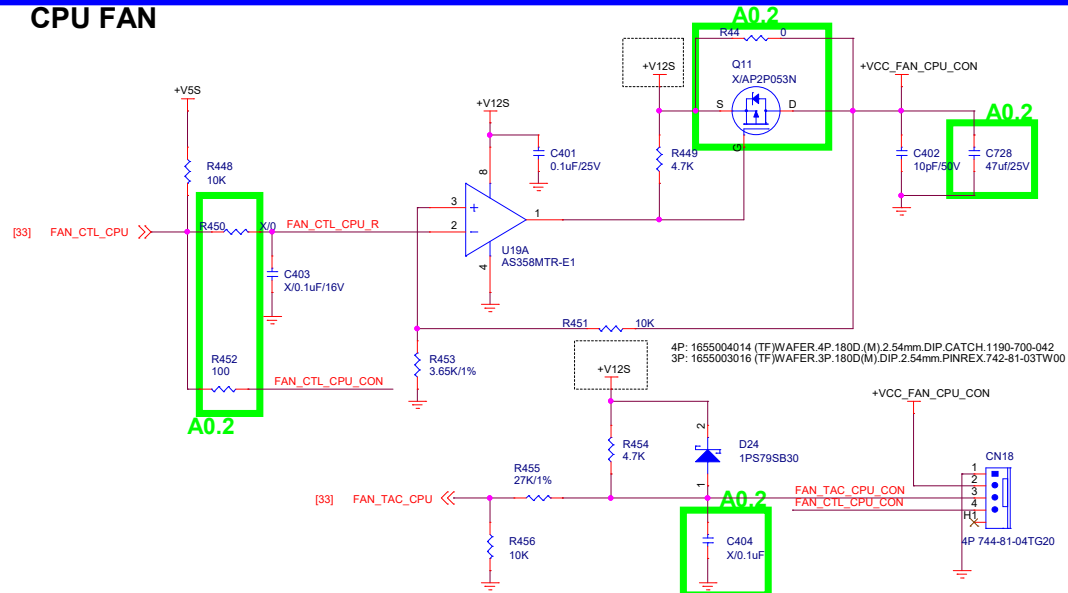 CPU FAN
A0.2
R44 0
Q11
X/AP2P053N
+V12S
+VCC_FAN_CPU_CON
S D
G
+V5S
+V12S
A0.2
C401
0.1uF/25V
R449
4.7K
C402
10pF/50V
C728
47uf/25V
R448
10K
8
3
+
1
2
-
4
U19A
AS358MTR-E1
[33] FAN_CTL_CPU
R450 X/0 FAN_CTL_CPU_R
C403
X/0.1uF/16V
R451 10K
R453
3.65K/1%
R452
100
FAN_CTL_CPU_CON
A0.2
4P: 1655004014 (TF)WAFER.4P.180D.(M).2.54mm.DIP.CATCH.1190-700-042
3P: 1655003016 (TF)WAFER.3P.180D(M).DIP.2.54mm.PINREX.742-81-03TW00
+V12S
+VCC_FAN_CPU_CON
R454
4.7K
2
D24
1PS79SB30
1
R455
27K/1%
[33] FAN_TAC_CPU
A0.2
FAN_TAC_CPU_CON
FAN_CTL_CPU_CON
CN18
1
2
3
4
H1
4P 744-81-04TG20
R456
10K
C404
X/0.1uF